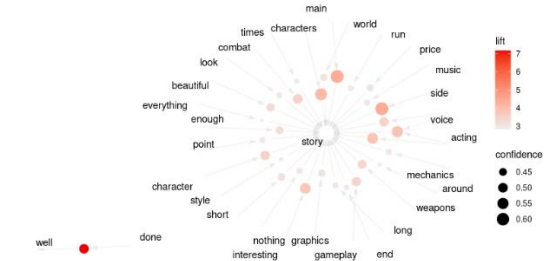 main
world
times
characters
run
combat
price
look
music
beautiful
side
everything
enough
voice
acting
point
story
mechanics
character
around
style
weapons
short
long
nothing
graphics
interesting
gameplay
end
well
done
lift
7
6
5
4
3
confidence
0.45
0.50
0.55
0.60